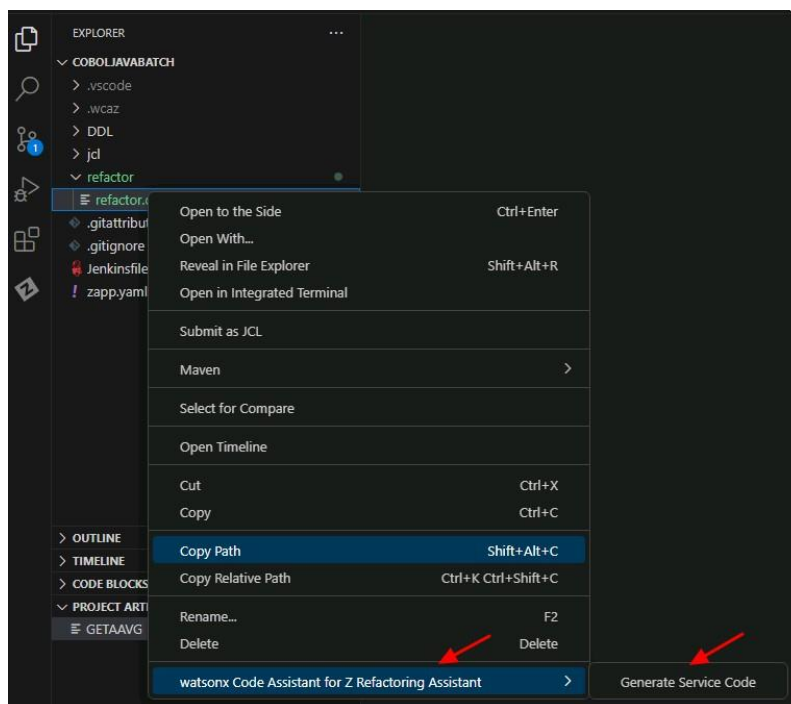 EXPLORER
COBOLJAVABATCH
.vscode
.wcaz
DDL
jcl
1
refactor
refactor.
.gitattribu
.gitignore
Jenkinsfile
zapp.yaml
Open to the Side Ctrl+Enter
Open With...
Reveal in File Explorer Shift+Alt+R
Open in Integrated Terminal
Submit as JCL
Maven
Select for Compare
Open Timeline
Cut Ctrl+X
Copy Ctrl+C
Copy Path Shift+Alt+C
Copy Relative Path Ctrl+K Ctrl+Shift+C
Rename... F2
Delete Delete
watsonx Code Assistant for Z Refactoring Assistant
Generate Service Code
OUTLINE
TIMELINE
CODE BLOCKS
PROJECT ARTI
GETAAVG